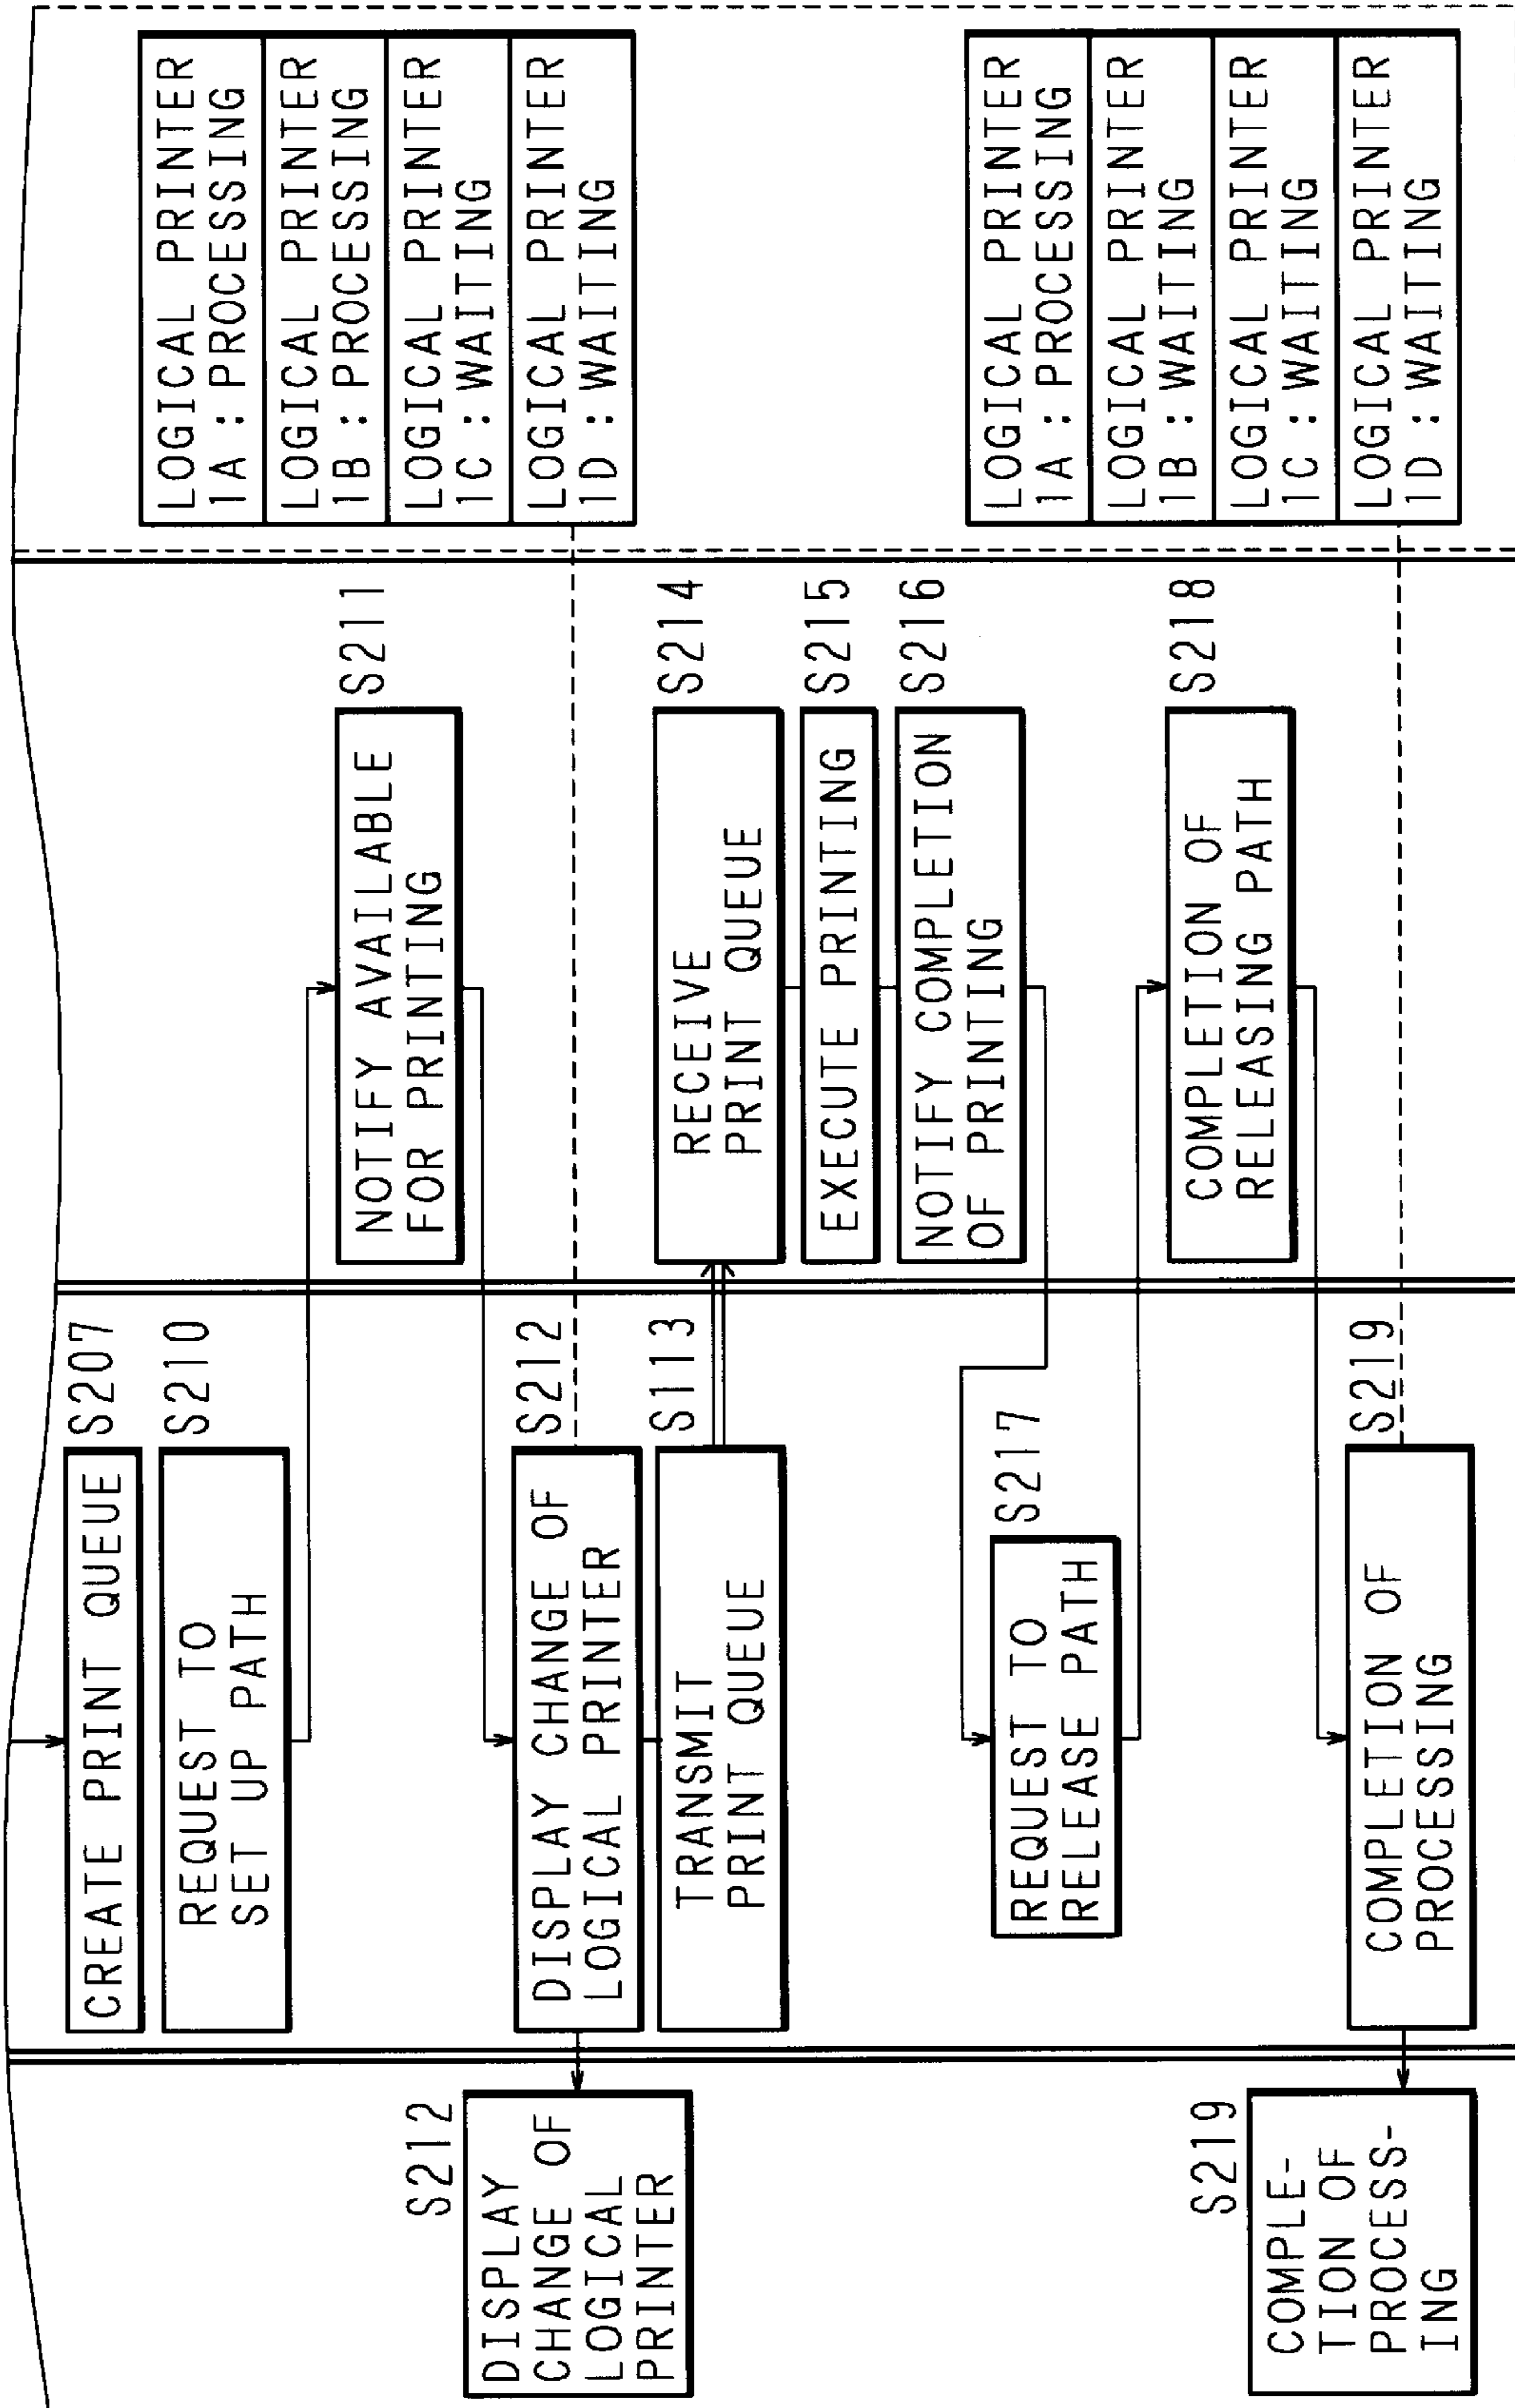 CREATE PRINT QUEUE
S207
REQUEST TO
SET UP PATH
S210
NOTIFY AVAILABLE
FOR PRINTING
S211
LOGICAL PRINTER
1A : PROCESSING
LOGICAL PRINTER
1B : PROCESSING
LOGICAL PRINTER
1C : WAITING
LOGICAL PRINTER
1D : WAITING
S212
DISPLAY
CHANGE OF
LOGICAL
PRINTER
DISPLAY CHANGE OF
LOGICAL PRINTER
S212
TRANSMIT
PRINT QUEUE
S113
RECEIVE
PRINT QUEUE
S214
EXECUTE PRINTING
S215
NOTIFY COMPLETION
OF PRINTING
S216
REQUEST TO
RELEASE PATH
S217
COMPLETION OF
RELEASING PATH
S218
LOGICAL PRINTER
1A : PROCESSING
LOGICAL PRINTER
1B : WAITING
LOGICAL PRINTER
1C : WAITING
LOGICAL PRINTER
1D : WAITING
S219
COMPLE-
TION OF
PROCESS-
ING
COMPLETION OF
PROCESSING
S219